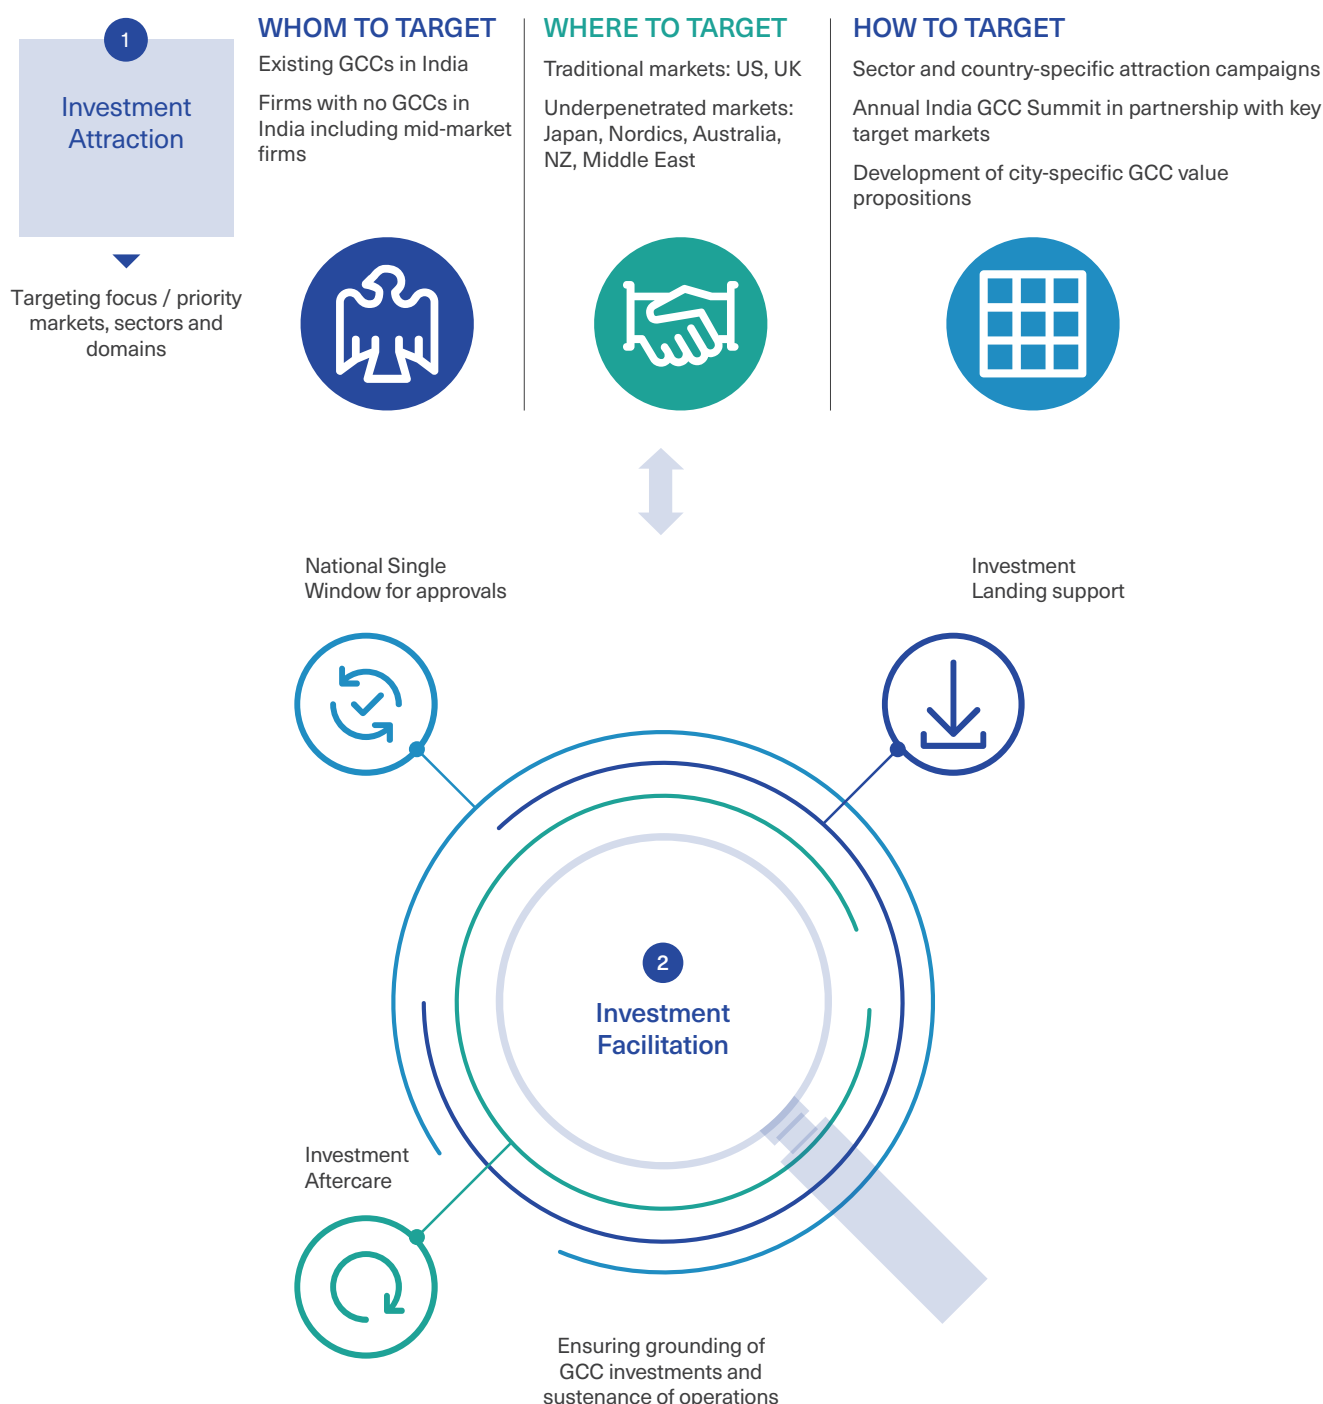 1
Investment
Attraction
Targeting focus / priority
markets, sectors and
domains
WHOM TO TARGET
Existing GCCs in India
Firms with no GCCs in
India including mid-market
firms
WHERE TO TARGET
Traditional markets: US, UK
Underpenetrated markets:
Japan, Nordics, Australia,
NZ, Middle East
HOW TO TARGET
Sector and country-specific attraction campaigns
Annual India GCC Summit in partnership with key
target markets
Development of city-specific GCC value
propositions
National Single
Window for approvals
Investment
Landing support
2
Investment
Facilitation
Investment
Aftercare
Ensuring grounding of
GCC investments and
sustenance of operations